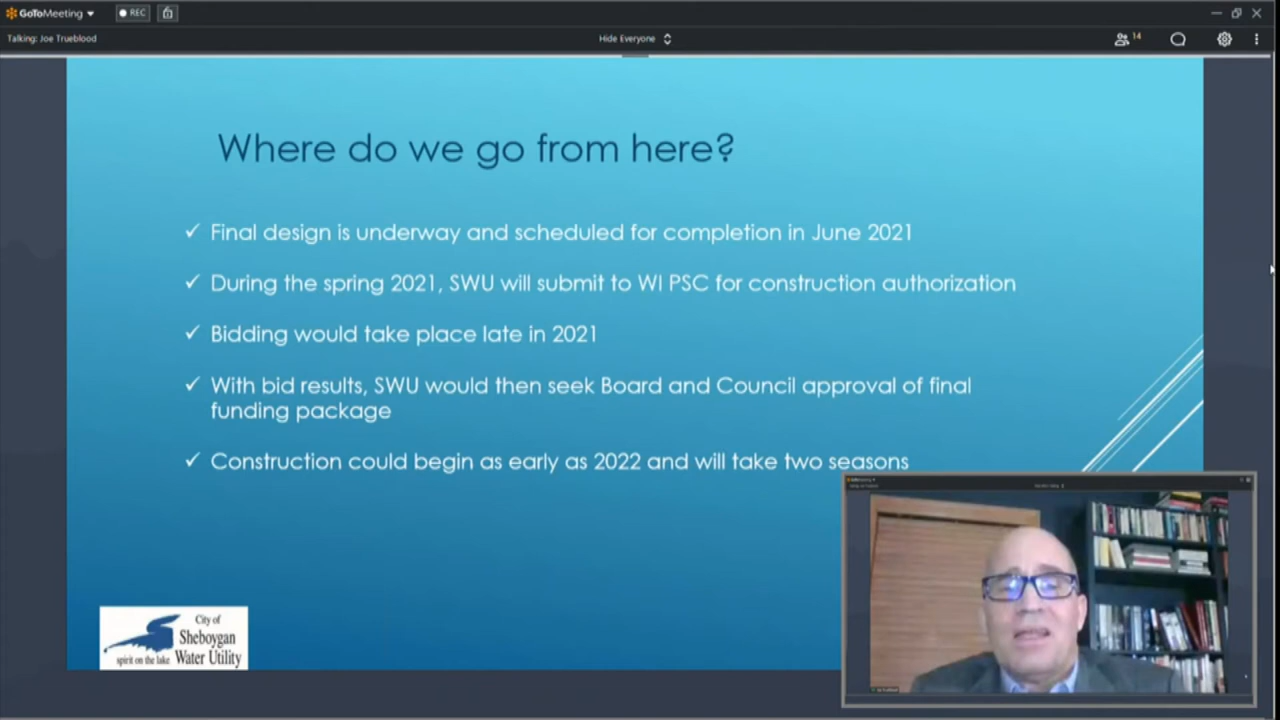 GoToMeeting
REC
Talking: Joe Trueblood
Hide Everyone
14
Where do we go from here?
✓ Final design is underway and scheduled for completion in June 2021
✓ During the spring 2021, SWU will submit to WI PSC for construction authorization
✓ Bidding would take place late in 2021
✓ With bid results, SWU would then seek Board and Council approval of final
funding package
✓ Construction could begin as early as 2022 and will take two seasons
City of
Sheboygan
spirit on the lake Water Utility